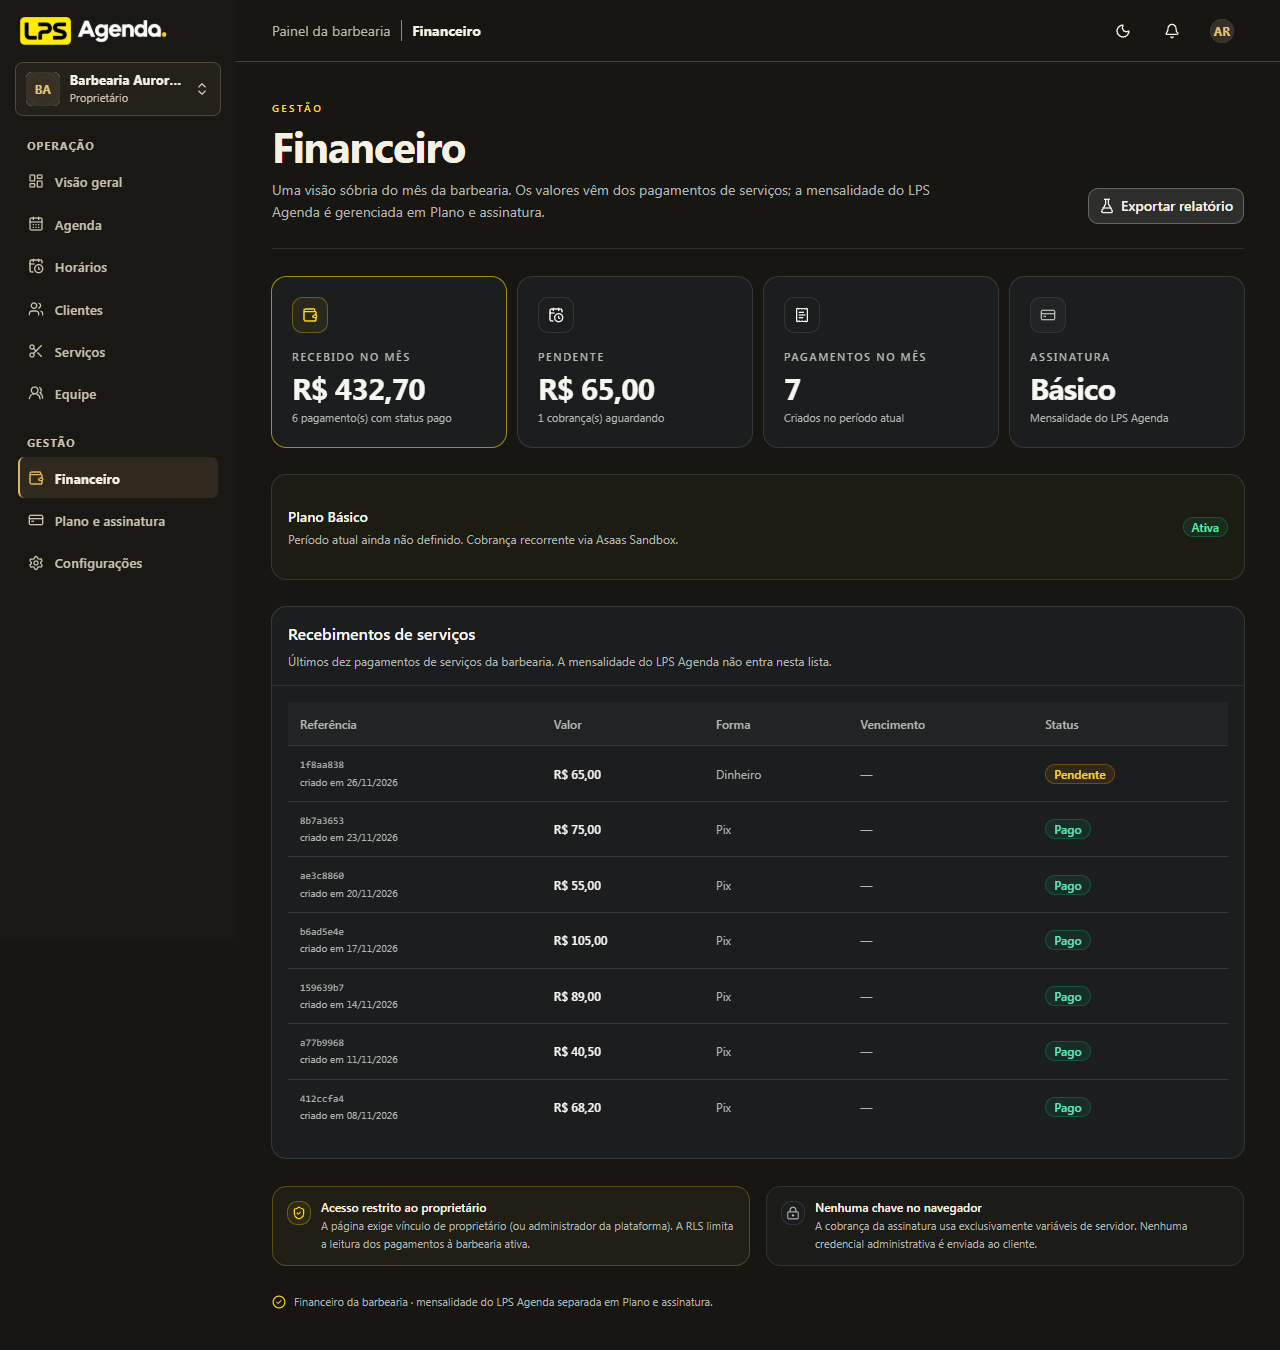 LPS Agenda.
BA
Barbearia Auror...
Proprietário
OPERAÇÃO
Visão geral
Agenda
Horários
Clientes
Serviços
Equipe
GESTÃO
Financeiro
Plano e assinatura
Configurações
Painel da barbearia
Financeiro
AR
GESTÃO
Financeiro
Uma visão sóbria do mês da barbearia. Os valores vêm dos pagamentos de serviços; a mensalidade do LPS
Agenda é gerenciada em Plano e assinatura.
Exportar relatório
RECEBIDO NO MÊS
R$ 432,70
6 pagamento(s) com status pago
PENDENTE
R$ 65,00
1 cobrança(s) aguardando
PAGAMENTOS NO MÊS
7
Criados no período atual
ASSINATURA
Básico
Mensalidade do LPS Agenda
Plano Básico
Período atual ainda não definido. Cobrança recorrente via Asaas Sandbox.
Ativa
Recebimentos de serviços
Últimos dez pagamentos de serviços da barbearia. A mensalidade do LPS Agenda não entra nesta lista.
Referência Valor Forma Vencimento Status
1f8aa838
criado em 26/11/2026
R$ 65,00 Dinheiro — Pendente
8b7a3653
criado em 23/11/2026
R$ 75,00 Pix — Pago
ae3c8860
criado em 20/11/2026
R$ 55,00 Pix — Pago
b6ad5e4e
criado em 17/11/2026
R$ 105,00 Pix — Pago
159639b7
criado em 14/11/2026
R$ 89,00 Pix — Pago
a77b9968
criado em 11/11/2026
R$ 40,50 Pix — Pago
412ccfa4
criado em 08/11/2026
R$ 68,20 Pix — Pago
Acesso restrito ao proprietário
A página exige vínculo de proprietário (ou administrador da plataforma). A RLS limita
a leitura dos pagamentos à barbearia ativa.
Nenhuma chave no navegador
A cobrança da assinatura usa exclusivamente variáveis de servidor. Nenhuma
credencial administrativa é enviada ao cliente.
Financeiro da barbearia · mensalidade do LPS Agenda separada em Plano e assinatura.